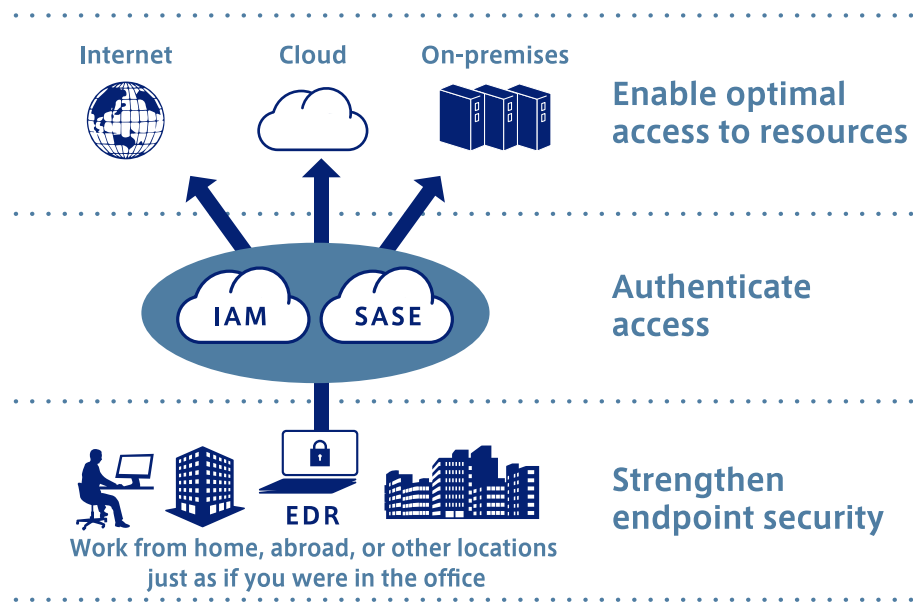 Internet
Cloud
On-premises
Enable optimal
access to resources
IAM
SASE
Authenticate
access
EDR
Work from home, abroad, or other locations
just as if you were in the office
Strengthen
endpoint security